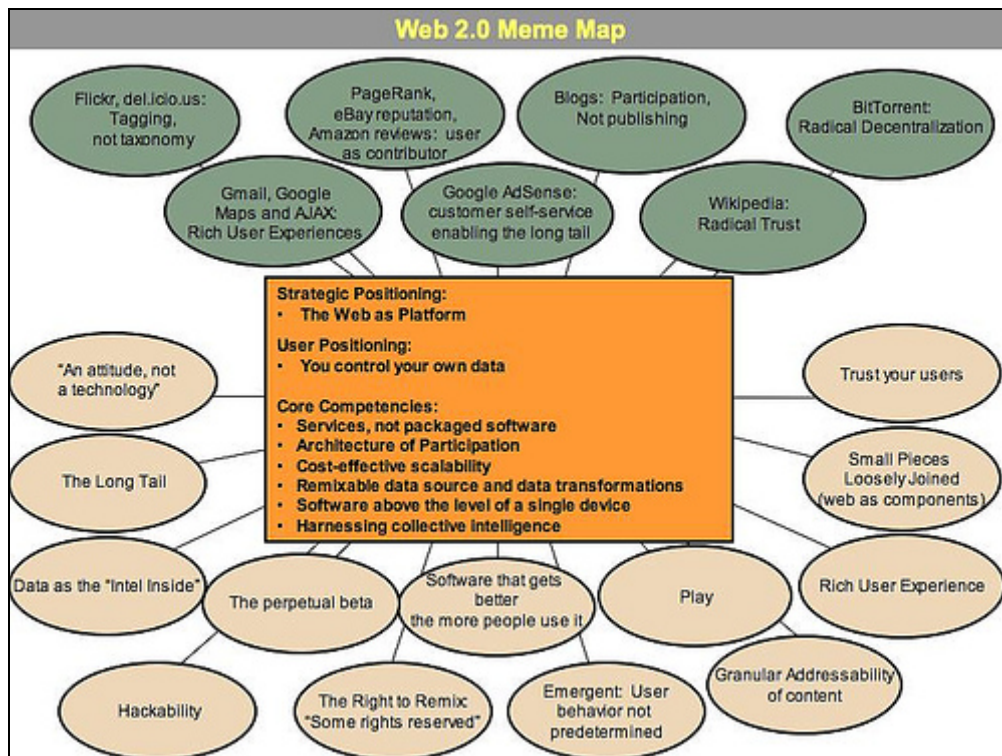 Web 2.0 Meme Map
Flickr, del.icio.us:
Tagging,
not taxonomy
PageRank,
eBay reputation,
Amazon reviews: user
as contributor
Blogs: Participation,
Not publishing
BitTorrent:
Radical Decentralization
Gmail, Google
Maps and AJAX:
Rich User Experiences
Google AdSense:
customer self-service
enabling the long tail
Wikipedia:
Radical Trust
Strategic Positioning:
• The Web as Platform
User Positioning:
• You control your own data
Core Competencies:
• Services, not packaged software
• Architecture of Participation
• Cost-effective scalability
• Remixable data source and data transformations
• Software above the level of a single device
• Harnessing collective intelligence
"An attitude, not
a technology"
Trust your users
The Long Tail
Small Pieces
Loosely Joined
(web as components)
Data as the "Intel Inside"
The perpetual beta
Software that gets
better
the more people use it
Play
Rich User Experience
Hackability
The Right to Remix:
"Some rights reserved"
Emergent: User
behavior not
predetermined
Granular Addressability
of content